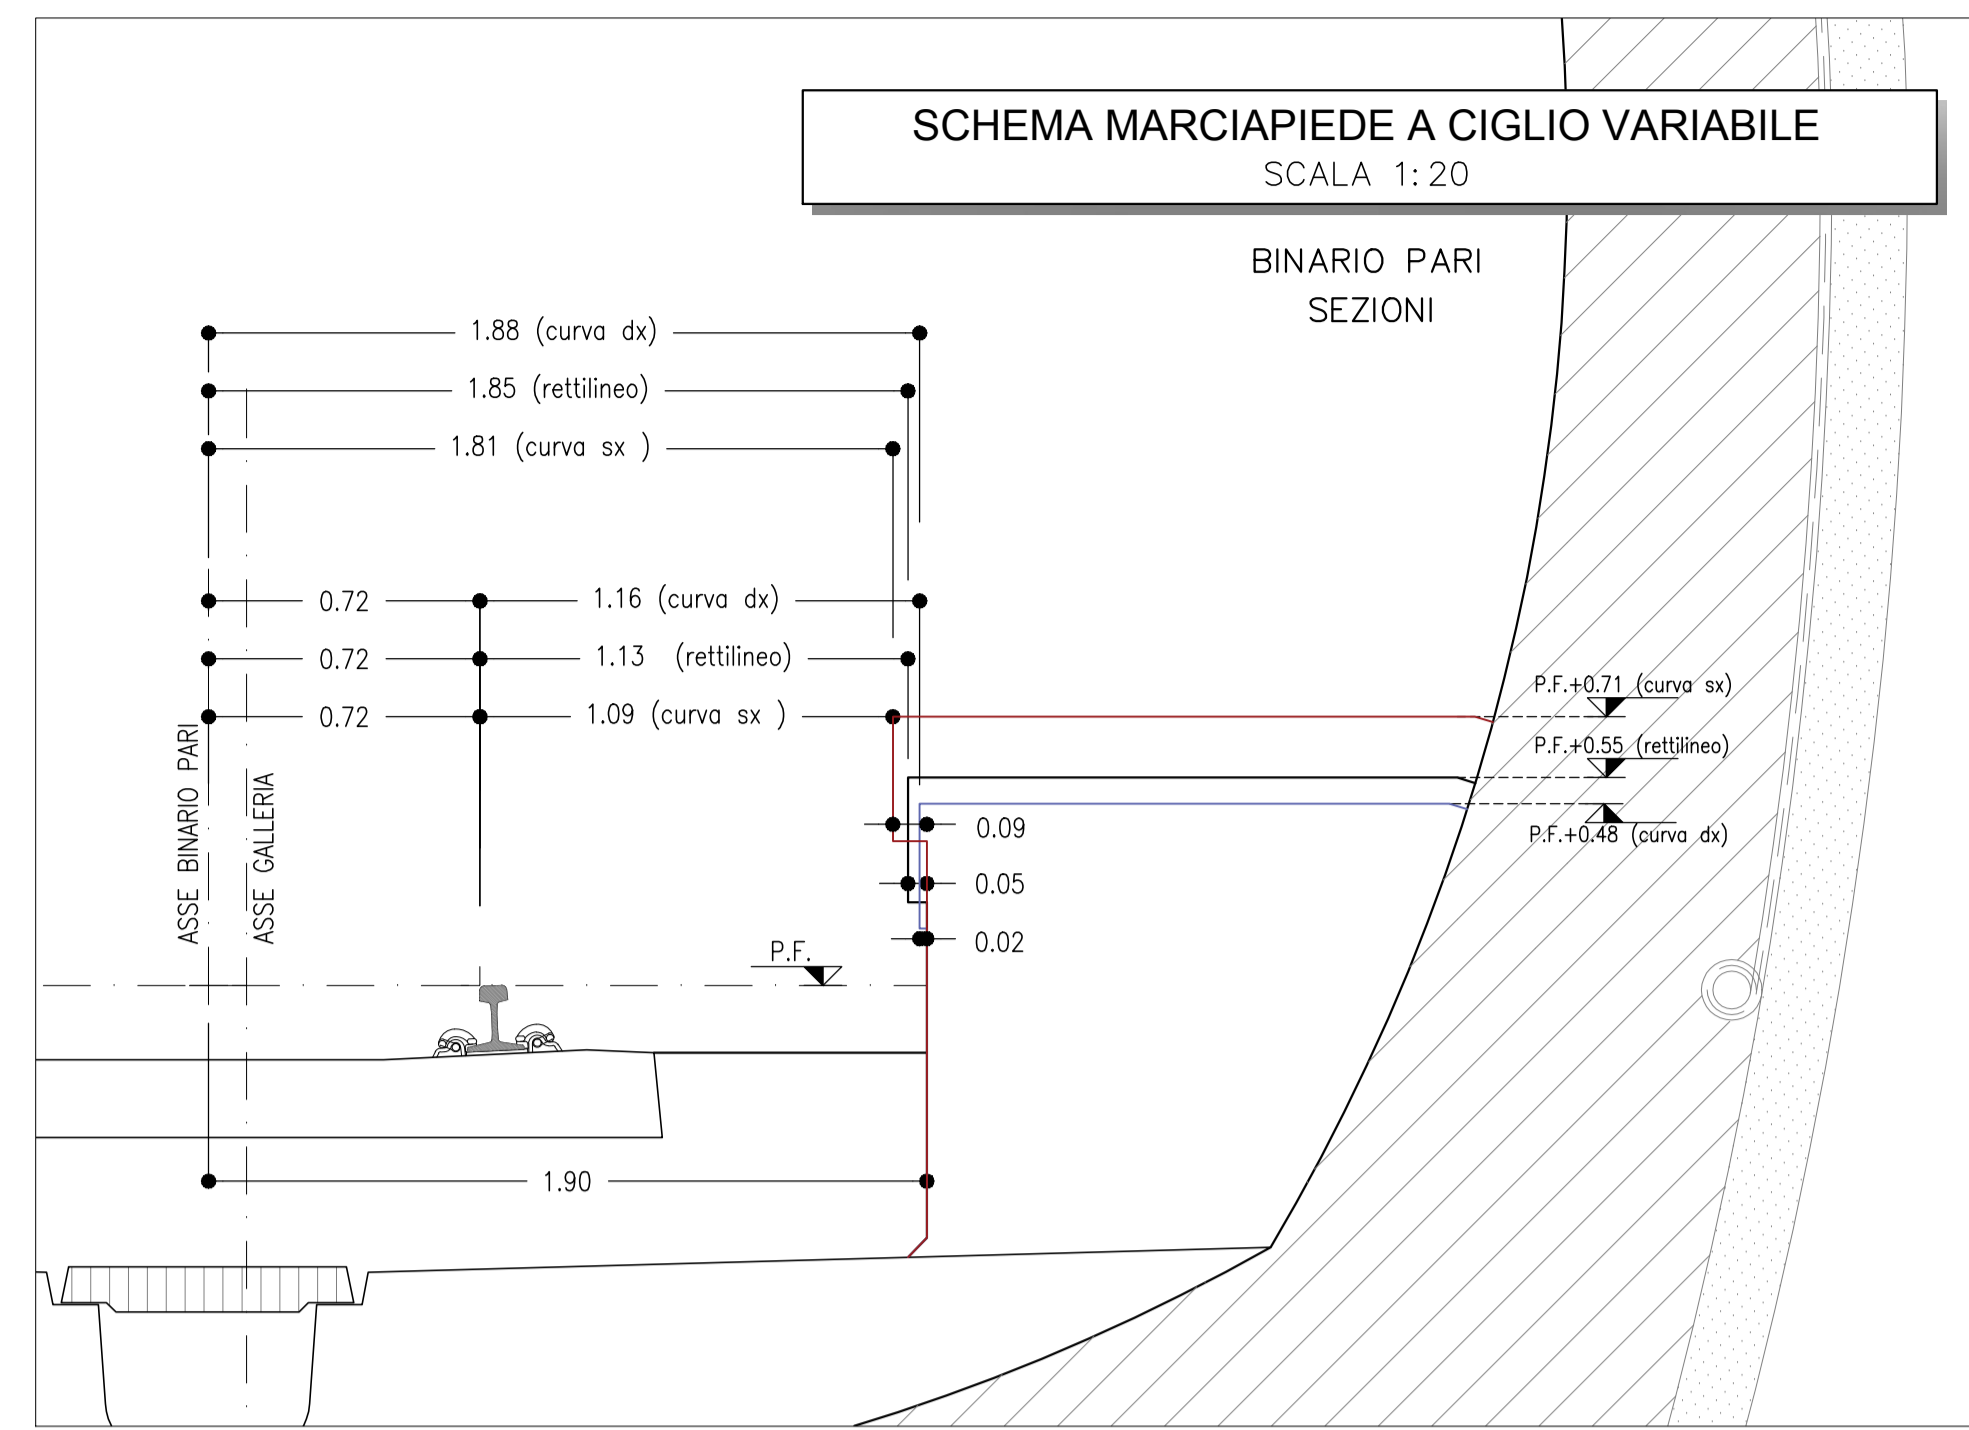 SCHEMA MARCIAPIEDE A CIGLIO VARIABILE
SCALA 1:20
BINARIO PARI
SEZIONI
1.88 (curva dx)
1.85 (rettilineo)
1.81 (curva sx )
0.72 1.16 (curva dx)
0.72 1.13 (rettilineo)
0.72 1.09 (curva sx )
P.F.+0.71 (curva sx)
P.F.+0.55 (rettilineo)
P.F.+0.48 (curva dx)
ASSE BINARIO PARI
ASSE GALLERIA
0.09
0.05
0.02
P.F.
1.90